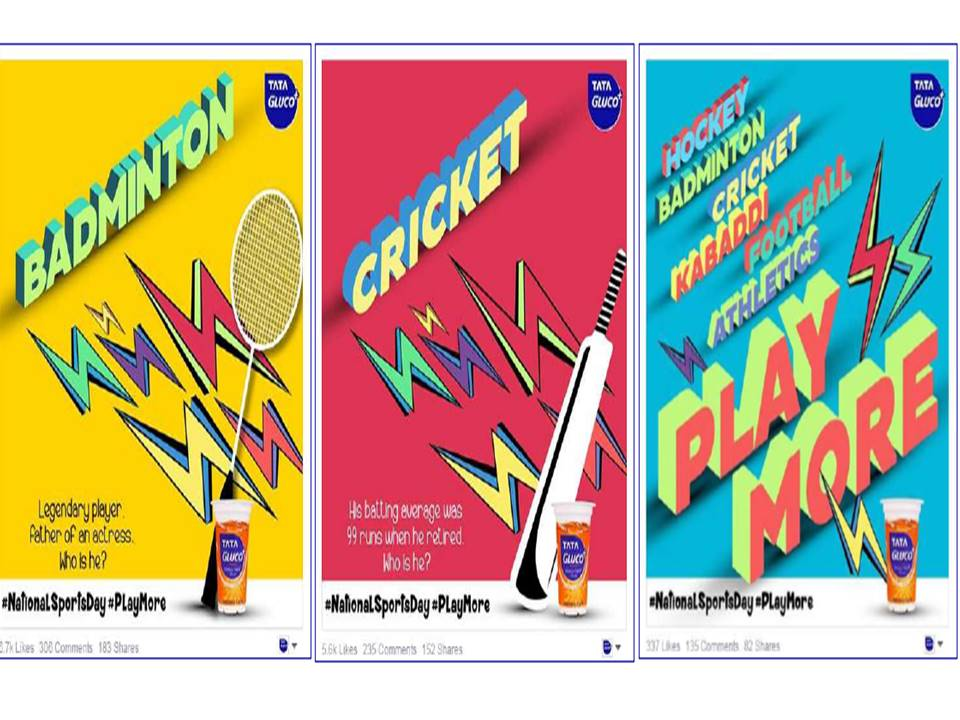 TATA
GLUCO+
BADMINTON
Legendary player,
father of an actress.
Who is he?
TATA
GLUCO+
#NationalSportsDay #PlayMore
6.7k Likes 306 Comments 183 Shares
TATA
GLUCO+
CRICKET
His batting average was
99 runs when he retired.
Who is he?
TATA
GLUCO+
#NationalSportsDay #PlayMore
5.6k Likes 235 Comments 152 Shares
TATA
GLUCO+
HOCKEY
BADMINTON
CRICKET
KABADDI
FOOTBALL
ATHLETICS
PLAY
MORE
TATA
GLUCO+
#NationalSportsDay #PlayMore
337 Likes 135 Comments 82 Shares